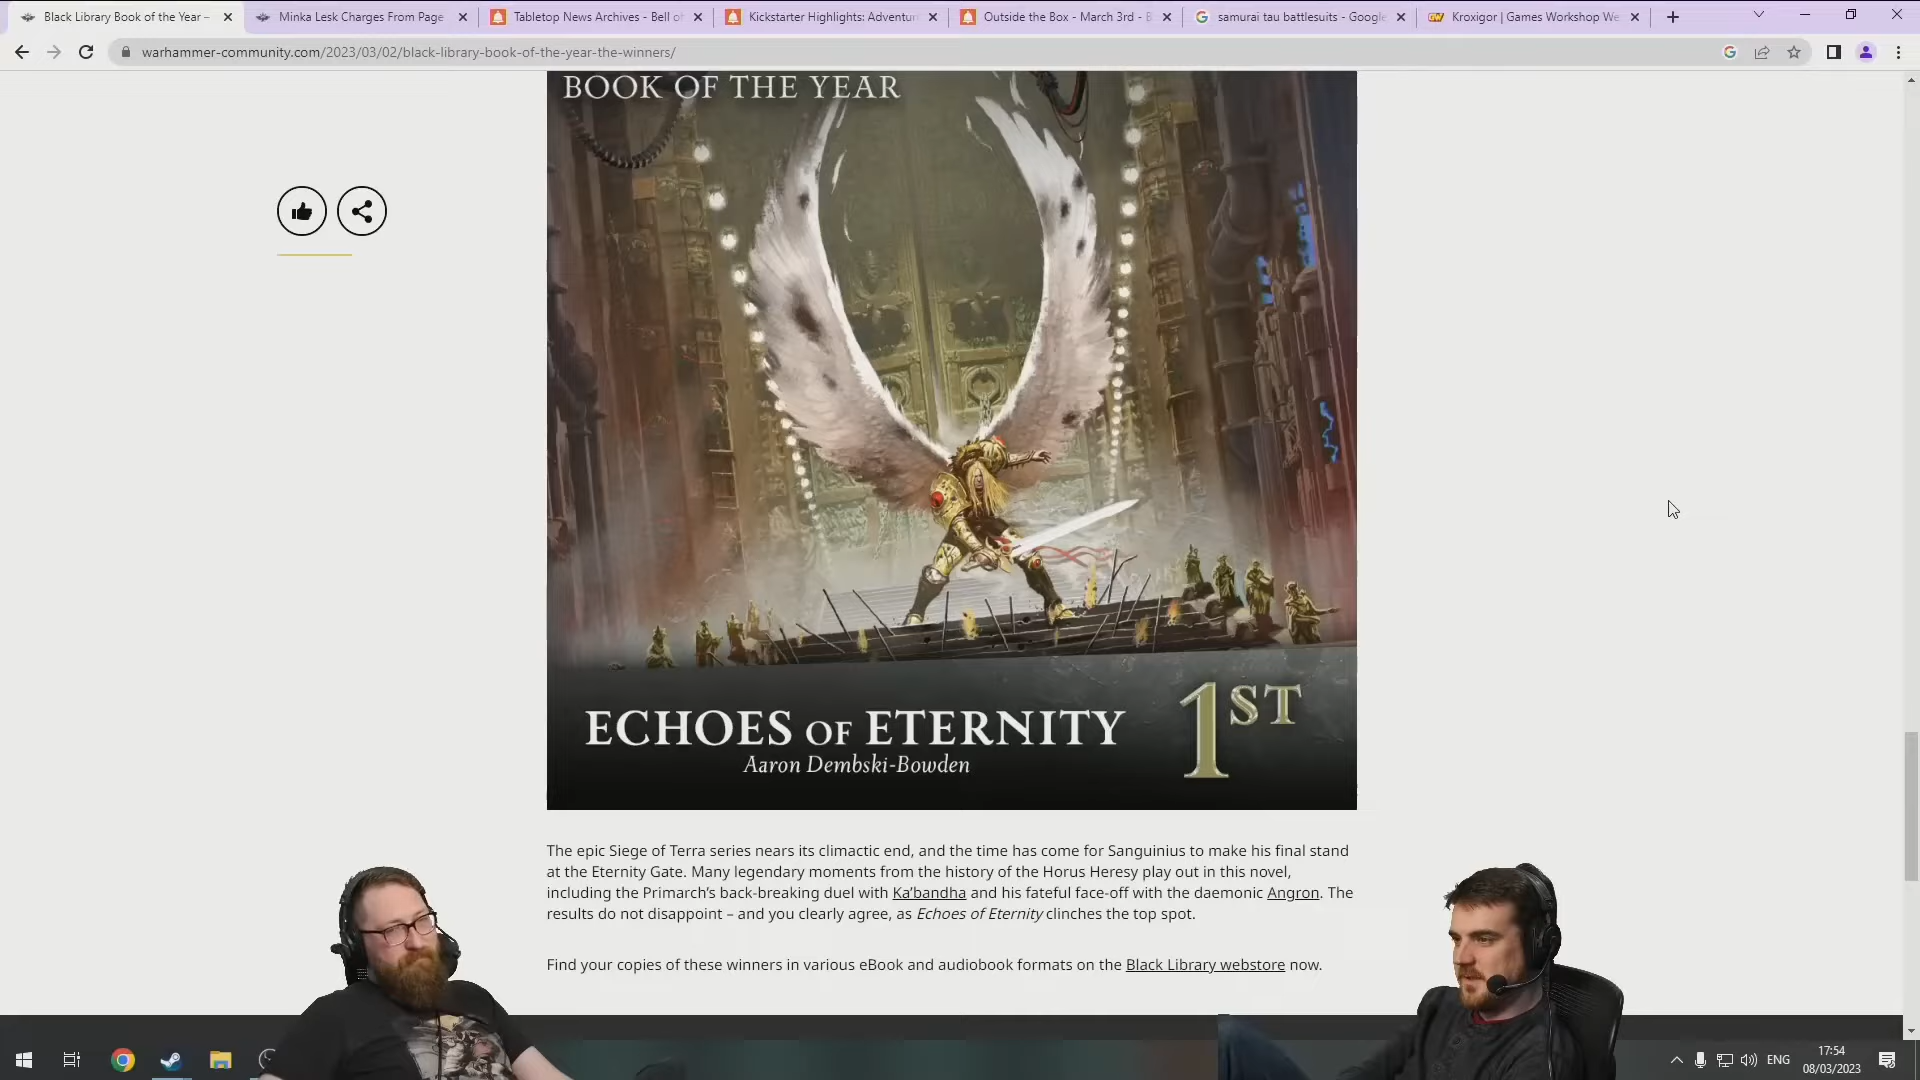 Black Library Book of the Year –
Minka Lesk Charges From Page
Tabletop News Archives - Bell of
Kickstarter Highlights: Adventur
Outside the Box - March 3rd - B
samurai tau battlesuits - Google
Kroxigor | Games Workshop We
warhammer-community.com/2023/03/02/black-library-book-of-the-year-the-winners/
BOOK OF THE YEAR
ECHOES OF ETERNITY
1ST
Aaron Dembski-Bowden
The epic Siege of Terra series nears its climactic end, and the time has come for Sanguinius to make his final stand
at the Eternity Gate. Many legendary moments from the history of the Horus Heresy play out in this novel,
including the Primarch’s back-breaking duel with Ka’bandha and his fateful face-off with the daemonic Angron. The
results do not disappoint – and you clearly agree, as Echoes of Eternity clinches the top spot.
Find your copies of these winners in various eBook and audiobook formats on the Black Library webstore now.
ENG
17:54
08/03/2023